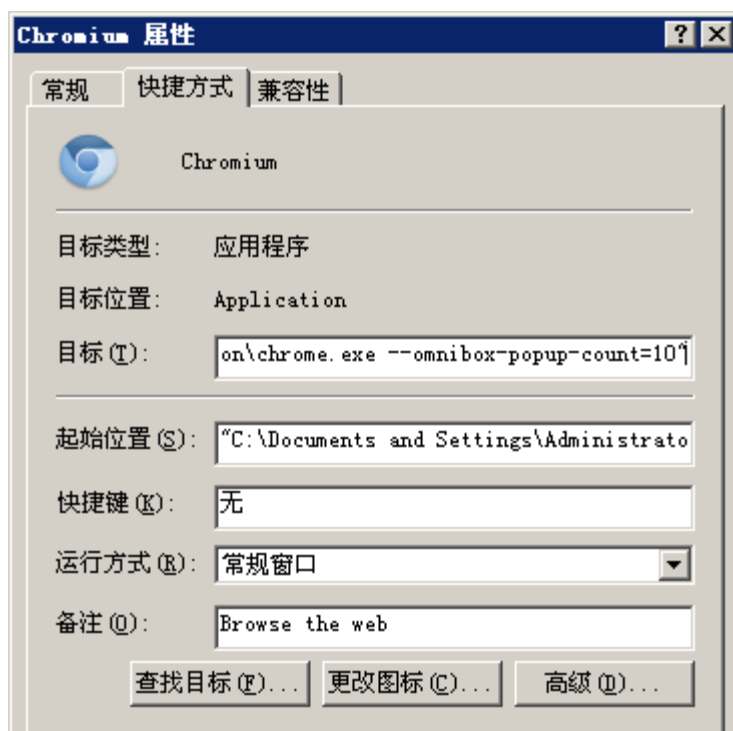 Chromium 属性
常规 快捷方式 兼容性
Chromium
目标类型: 应用程序
目标位置: Application
目标(T): on\chrome.exe --omnibox-popup-count=10"
起始位置(S): "C:\Documents and Settings\Administrato
快捷键(K): 无
运行方式(R): 常规窗口
备注(O): Browse the web
查找目标(F)... 更改图标(C)... 高级(D)...